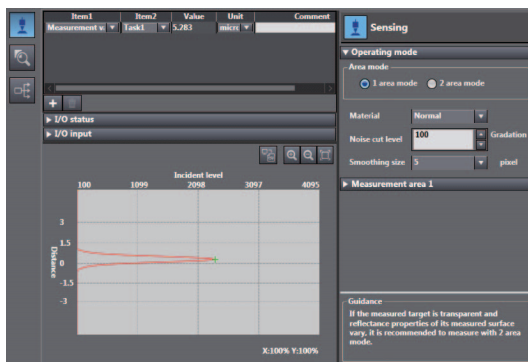 Item1 Item2 Value Unit Comment
Measurement v Task1 5.283 micr
I/O status
I/O input
Incident level
100 1099 2098 3097 4095
3
1.5
0
-1.5
-3
Distance
X:100% Y:100%
Sensing
Operating mode
Area mode
1 area mode 2 area mode
Material Normal
Noise cut level 100 Gradation
Smoothing size 5 pixel
Measurement area 1
Guidance
If the measured target is transparent and
reflectance properties of its measured surface
vary, it is recommended to measure with 2 area
mode.